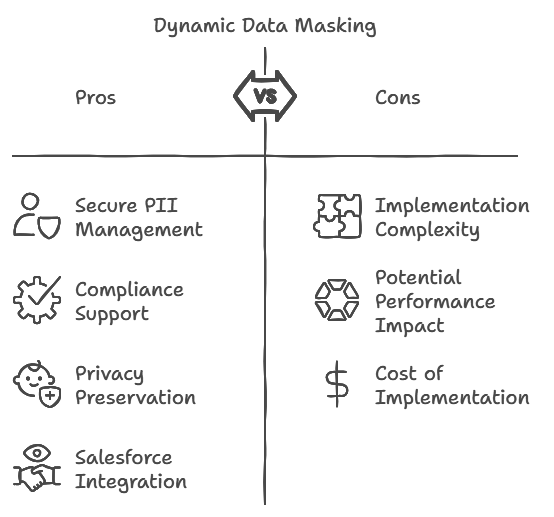 Dynamic Data Masking
Pros
VS
Cons
Secure PII
Management
Compliance
Support
Privacy
Preservation
Salesforce
Integration
Implementation
Complexity
Potential
Performance
Impact
Cost of
Implementation